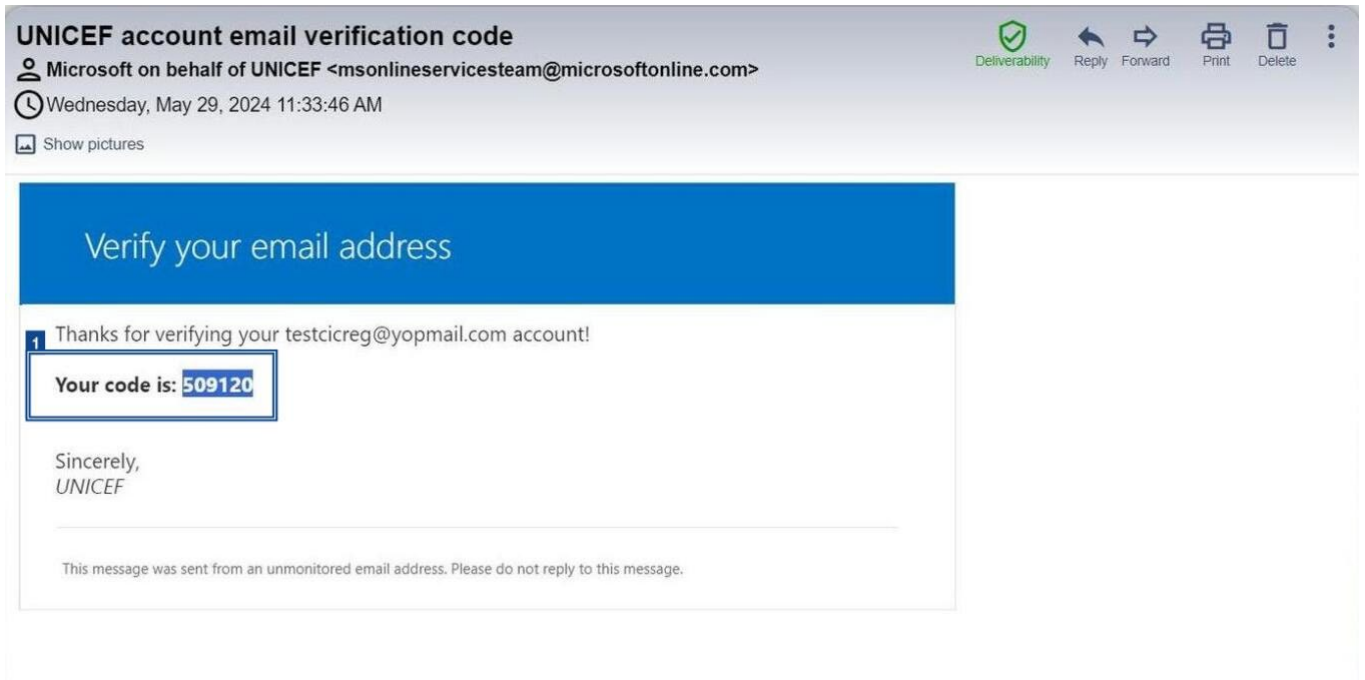 UNICEF account email verification code
Microsoft on behalf of UNICEF <msonlineservicesteam@microsoftonline.com>
Wednesday, May 29, 2024 11:33:46 AM
Show pictures
Deliverability Reply Forward Print Delete
Verify your email address
Thanks for verifying your testcicreg@yopmail.com account!
1
Your code is: 509120
Sincerely,
UNICEF
This message was sent from an unmonitored email address. Please do not reply to this message.